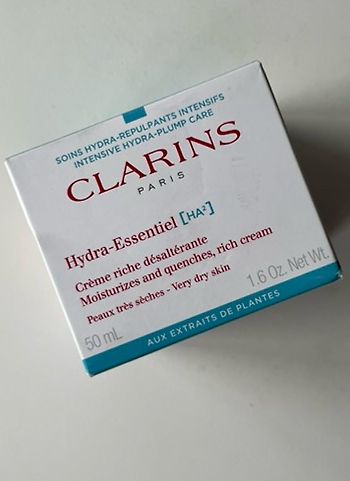 SOINS HYDRA-REPULPANTS INTENSIFS
INTENSIVE HYDRA-PLUMP CARE
CLARINS
PARIS
Hydra-Essentiel [HA²]
Crème riche désaltérante
Moisturizes and quenches, rich cream
Peaux très sèches - Very dry skin
50 mL 1.6 Oz. Net Wt.
AUX EXTRAITS DE PLANTES